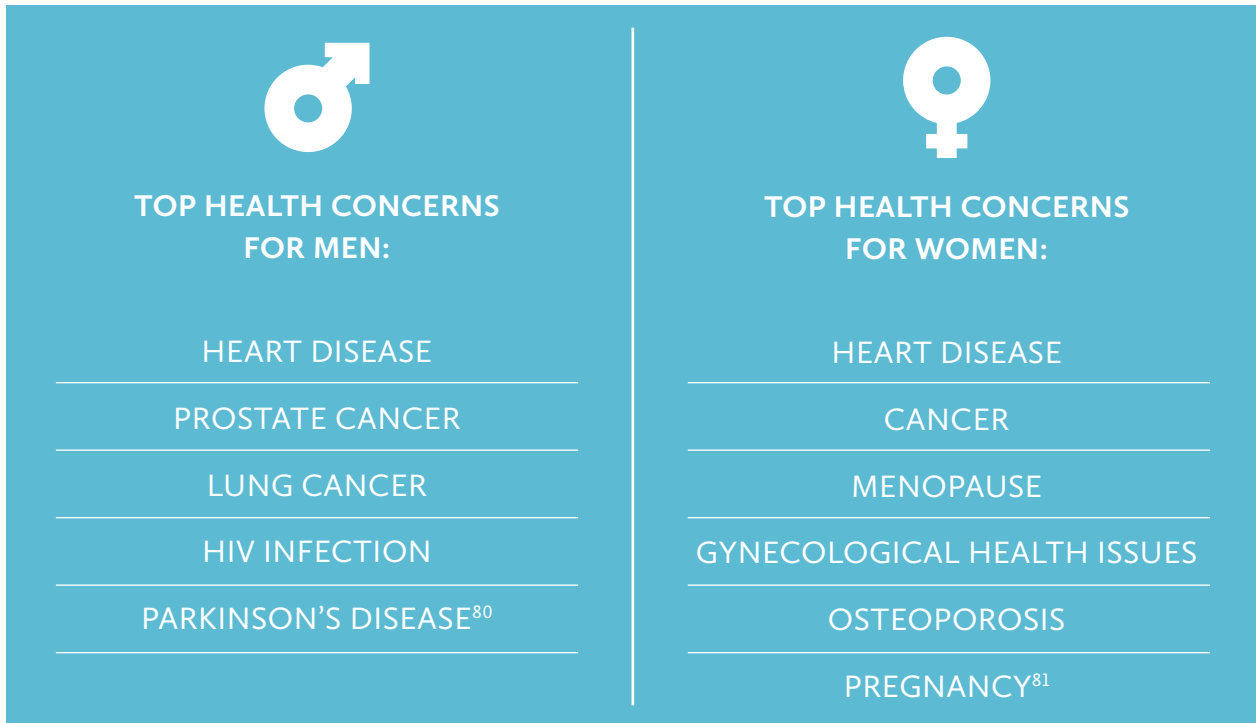 TOP HEALTH CONCERNS
FOR MEN:
HEART DISEASE
PROSTATE CANCER
LUNG CANCER
HIV INFECTION
PARKINSON’S DISEASE⁸⁰
TOP HEALTH CONCERNS
FOR WOMEN:
HEART DISEASE
CANCER
MENOPAUSE
GYNECOLOGICAL HEALTH ISSUES
OSTEOPOROSIS
PREGNANCY⁸¹